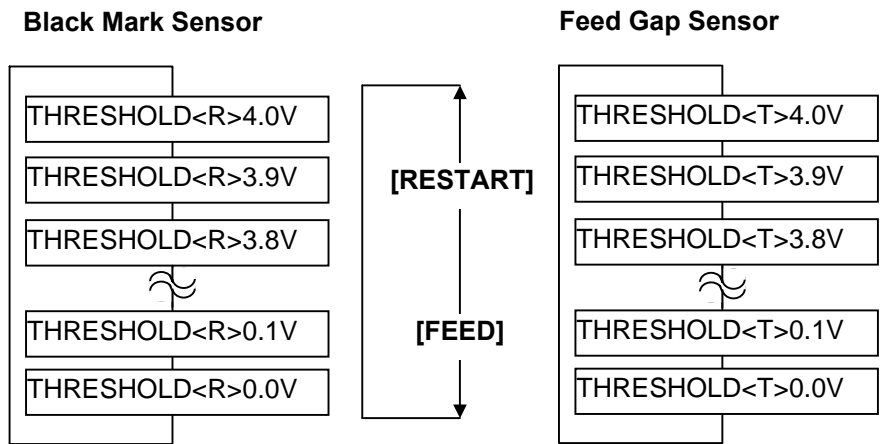 Black Mark Sensor
THRESHOLD<R>4.0V
THRESHOLD<R>3.9V
THRESHOLD<R>3.8V
THRESHOLD<R>0.1V
THRESHOLD<R>0.0V
[RESTART]
[FEED]
Feed Gap Sensor
THRESHOLD<T>4.0V
THRESHOLD<T>3.9V
THRESHOLD<T>3.8V
THRESHOLD<T>0.1V
THRESHOLD<T>0.0V